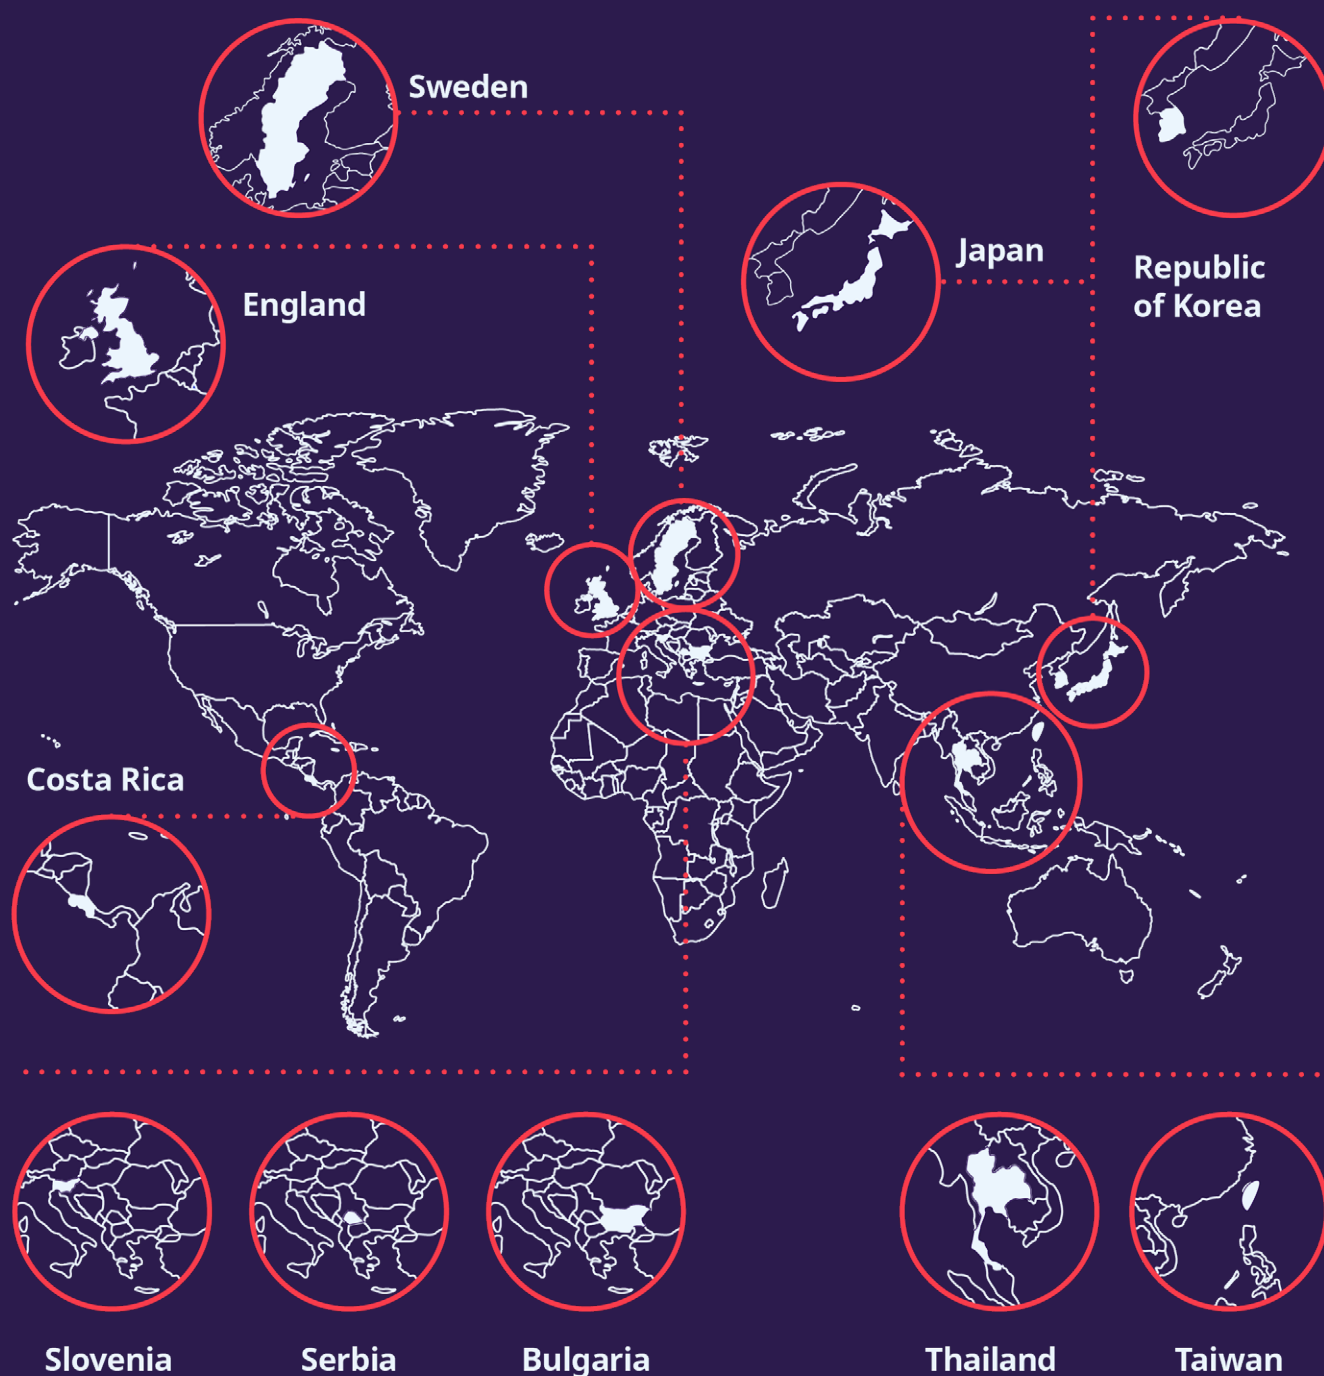 Sweden
Japan
Republic
of Korea
England
Costa Rica
Slovenia
Serbia
Bulgaria
Thailand
Taiwan